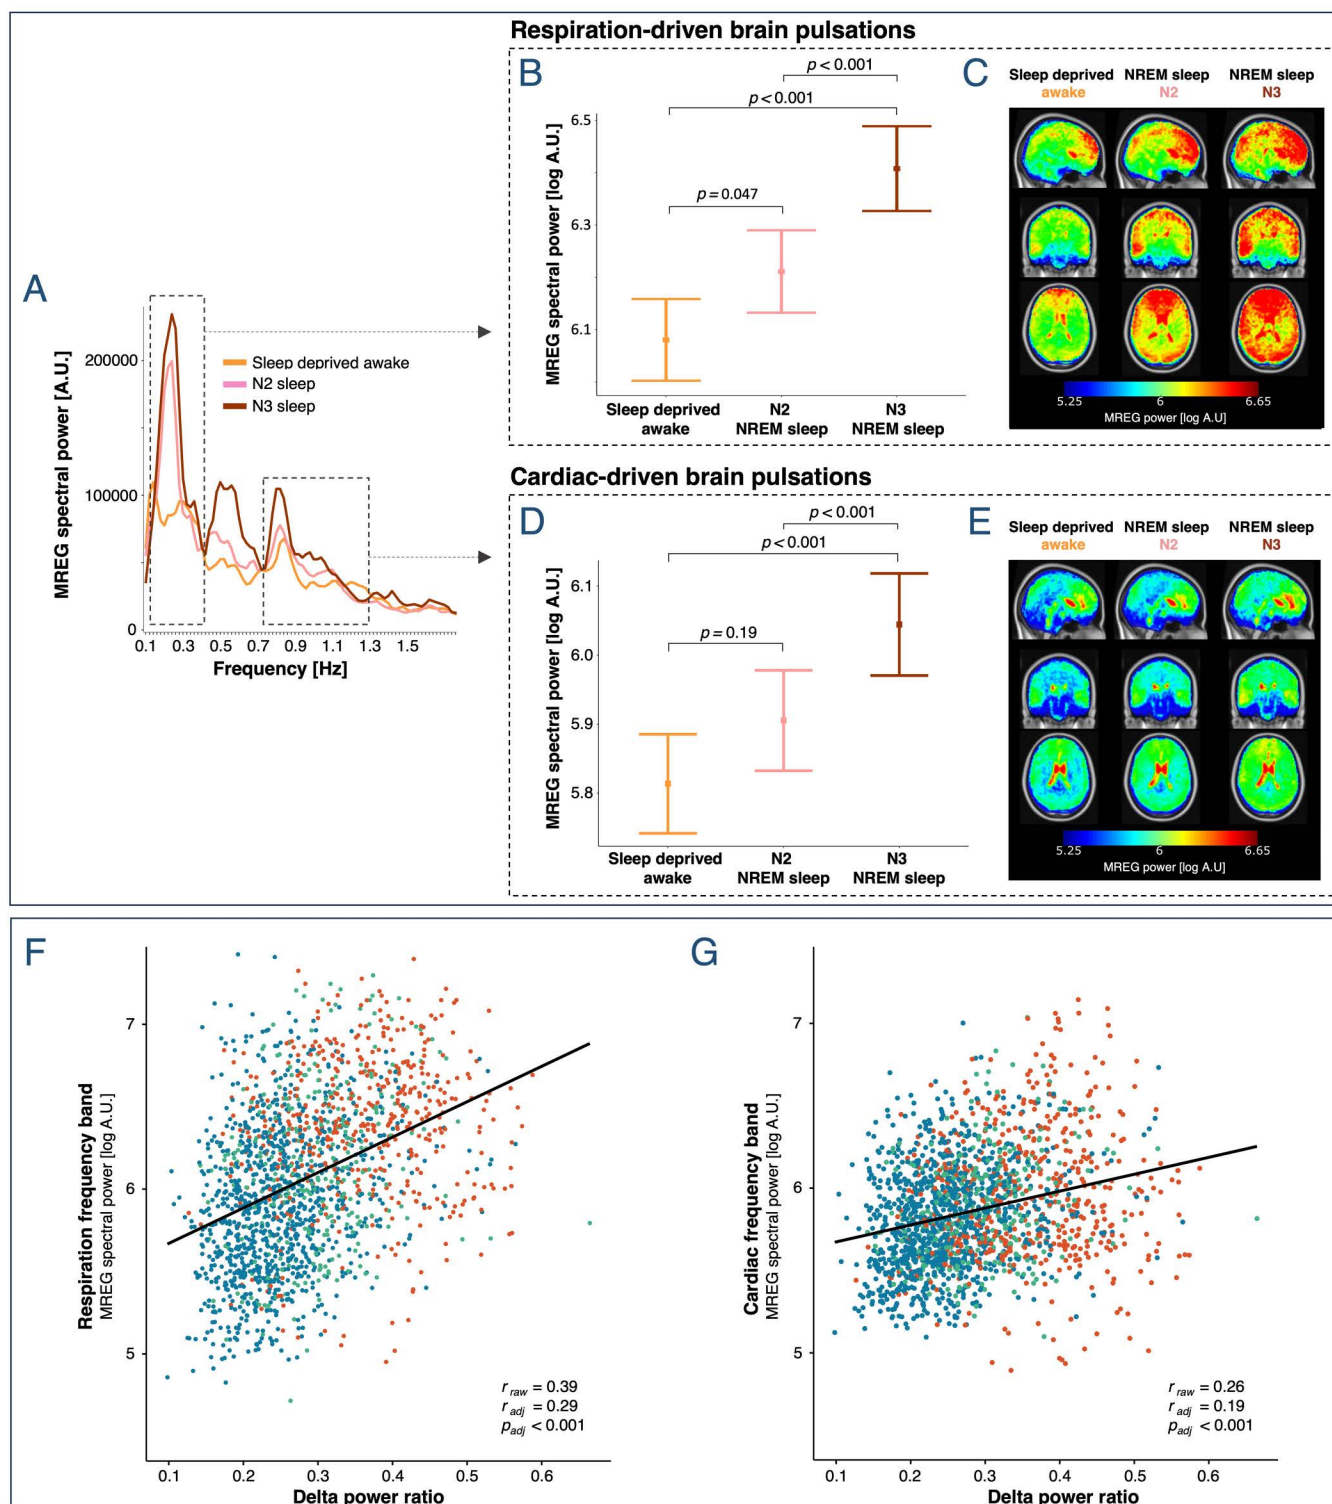 Respiration-driven brain pulsations
A
MREG spectral power [A.U.]
200000
100000
0
0.1 0.3 0.5 0.7 0.9 1.1 1.3 1.5
Frequency [Hz]
Sleep deprived awake
N2 sleep
N3 sleep
B
MREG spectral power [log A.U.]
6.5
6.3
6.1
p < 0.001
p < 0.001
p = 0.047
Sleep deprived awake
N2 NREM sleep
N3 NREM sleep
C
Sleep deprived awake
NREM sleep N2
NREM sleep N3
5.25 6 6.65
MREG power [log A.U]
Cardiac-driven brain pulsations
D
MREG spectral power [log A.U.]
6.1
6.0
5.9
5.8
p < 0.001
p < 0.001
p = 0.19
Sleep deprived awake
N2 NREM sleep
N3 NREM sleep
E
Sleep deprived awake
NREM sleep N2
NREM sleep N3
5.25 6 6.65
MREG power [log A.U]
F
Respiration frequency band
MREG spectral power [log A.U.]
7
6
5
r raw = 0.39
r adj = 0.29
p adj < 0.001
0.1 0.2 0.3 0.4 0.5 0.6
Delta power ratio
G
Cardiac frequency band
MREG spectral power [log A.U.]
7
6
5
r raw = 0.26
r adj = 0.19
p adj < 0.001
0.1 0.2 0.3 0.4 0.5 0.6
Delta power ratio